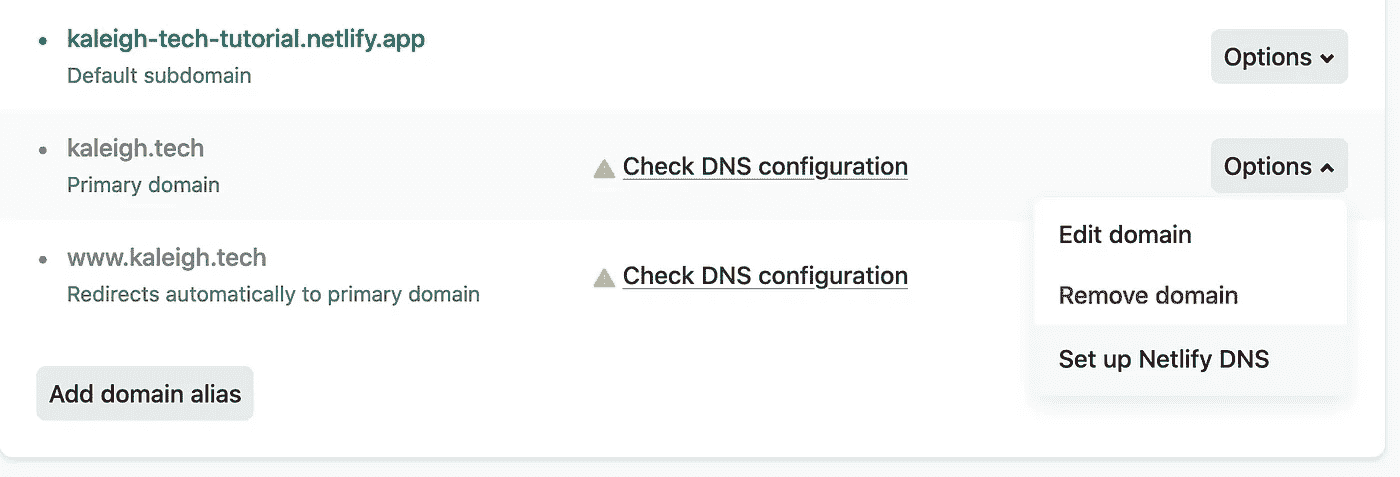 kaleigh-tech-tutorial.netlify.app
Default subdomain
Options
kaleigh.tech
Primary domain
Check DNS configuration
Options
Edit domain
Remove domain
Set up Netlify DNS
www.kaleigh.tech
Redirects automatically to primary domain
Check DNS configuration
Add domain alias